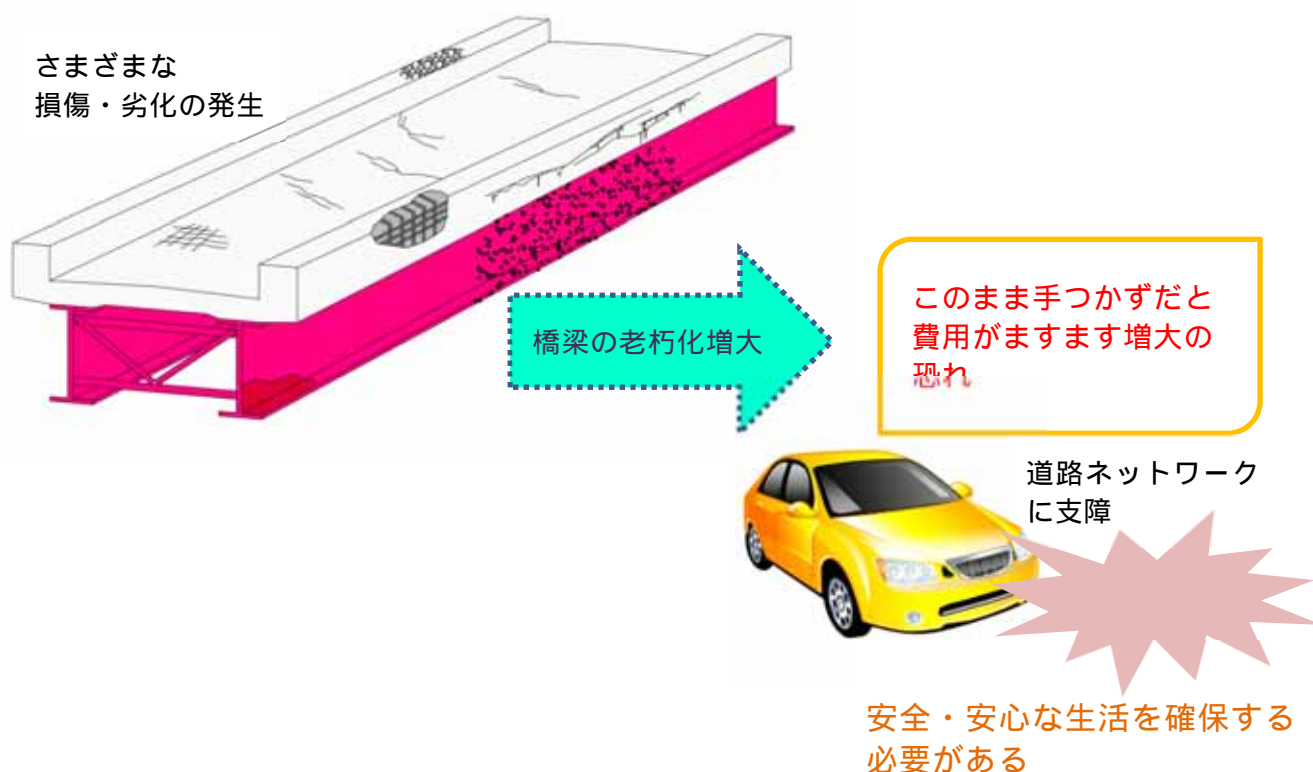 さまざまな
損傷・劣化の発生
橋梁の老朽化増大
このまま手つかずだと
費用がますます増大の
恐れ
道路ネットワーク
に支障
安全・安心な生活を確保する
必要がある